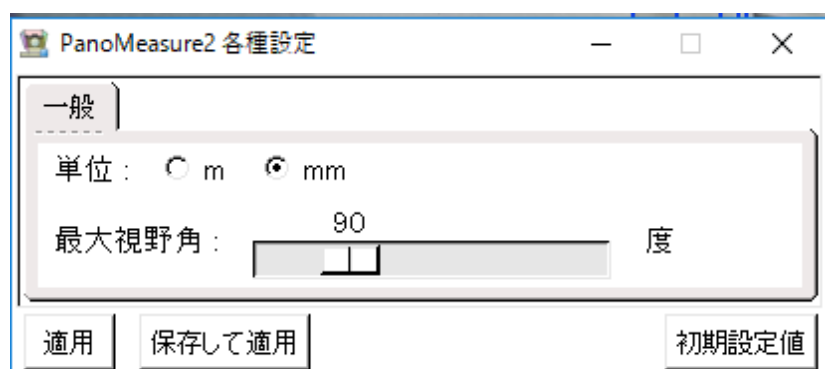 PanoMeasure2 各種設定
一般
単位 : m mm
90
最大視野角 : 度
適用 保存して適用 初期設定値